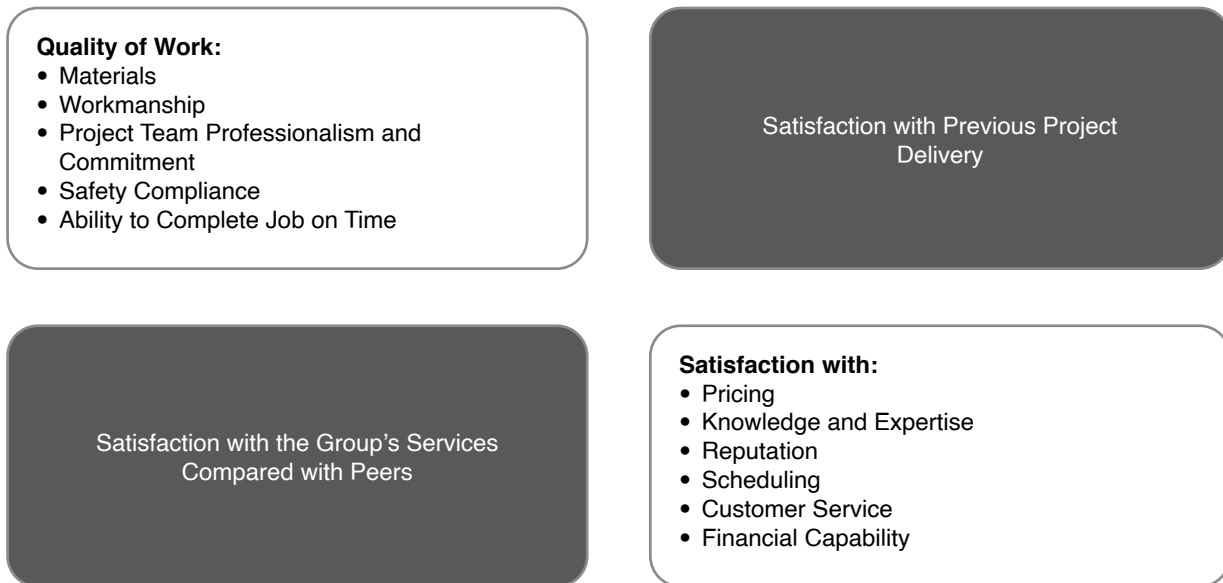 Quality of Work:
• Materials
• Workmanship
• Project Team Professionalism and
Commitment
• Safety Compliance
• Ability to Complete Job on Time
Satisfaction with Previous Project
Delivery
Satisfaction with the Group’s Services
Compared with Peers
Satisfaction with:
• Pricing
• Knowledge and Expertise
• Reputation
• Scheduling
• Customer Service
• Financial Capability